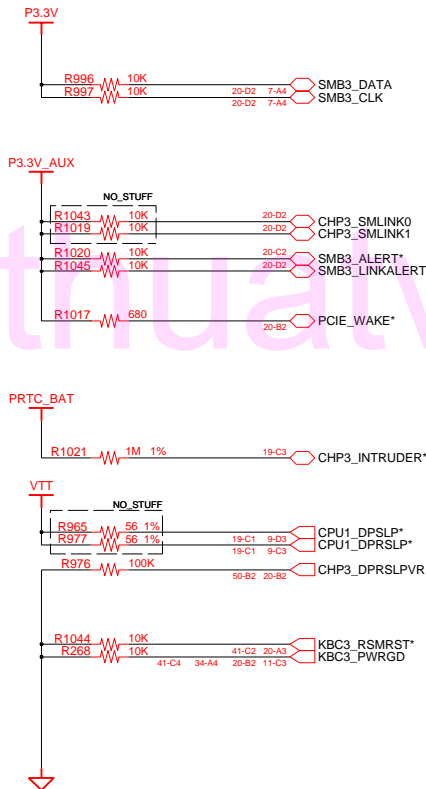 P3.3V
R996 10K SMB3_DATA
R997 10K 20-D2 7-A4 SMB3_CLK
20-D2 7-A4
P3.3V_AUX
NO_STUFF
R1043 10K 20-D2 CHP3_SMLINK0
R1019 10K 20-D2 CHP3_SMLINK1
R1020 10K 20-C2 SMB3_ALERT*
R1045 10K 20-D2 SMB3_LINKALERT
R1017 680 PCIE_WAKE*
20-B2
thualv
PRTC_BAT
R1021 1M 1% 19-C3 CHP3_INTRUDER*
VTT
NO_STUFF
R965 56 1% CPU1_DPSLP*
R977 56 1% 19-C1 9-D3 CPU1_DPRSLP*
19-C1 9-C3
R976 100K CHP3_DPRSLPVR
50-B2 20-B2
R1044 10K KBC3_RSMRST*
R268 10K 41-C2 20-A3 KBC3_PWRGD
41-C4 34-A4 20-B2 11-C3